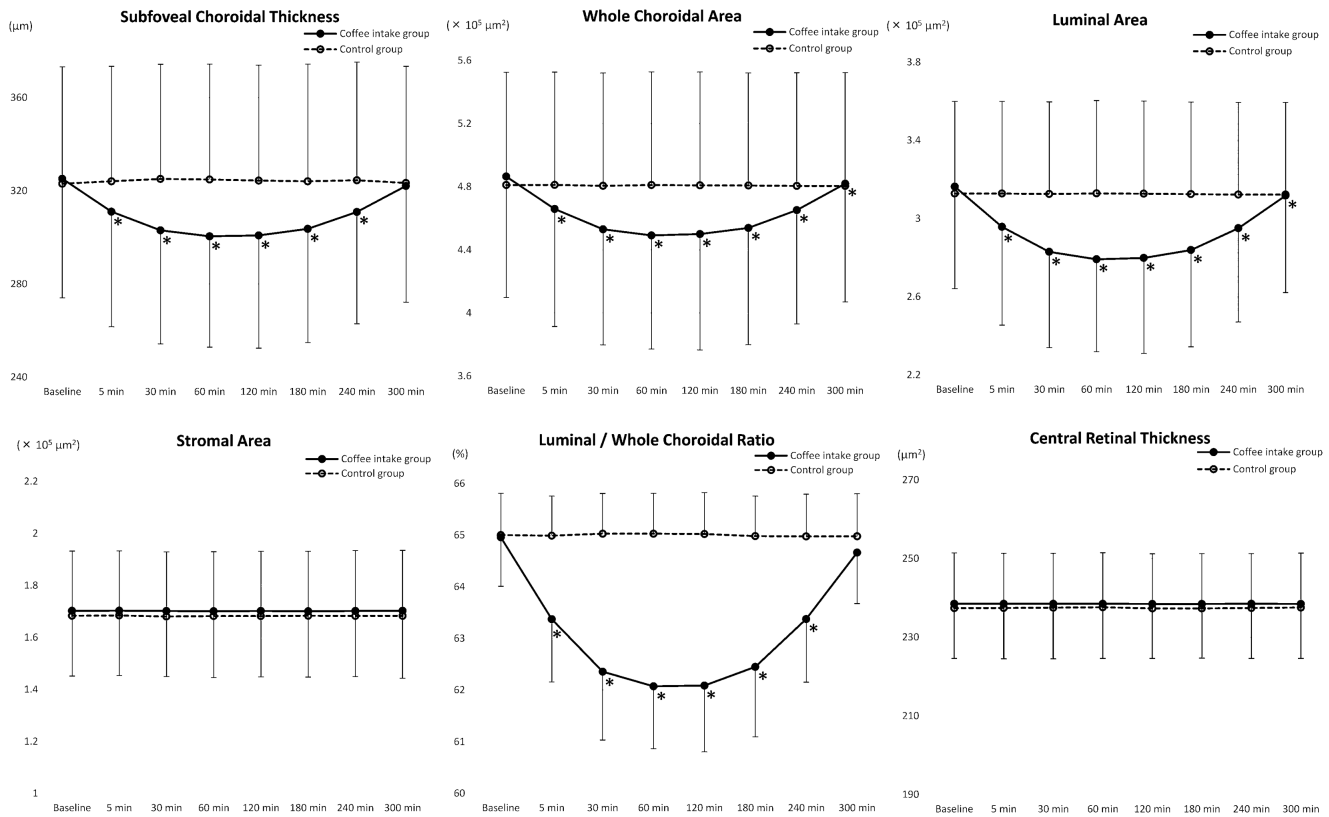 Subfoveal Choroidal Thickness
(μm)
Coffee intake group
Control group
360
320
280
240
* * * * * *
Baseline 5 min 30 min 60 min 120 min 180 min 240 min 300 min
Whole Choroidal Area
(× 10⁵ μm²)
Coffee intake group
Control group
5.6
5.2
4.8
4.4
4
3.6
* * * * * * *
Baseline 5 min 30 min 60 min 120 min 180 min 240 min 300 min
Luminal Area
(× 10⁵ μm²)
Coffee intake group
Control group
3.8
3.4
3
2.6
2.2
* * * * * * *
Baseline 5 min 30 min 60 min 120 min 180 min 240 min 300 min
Stromal Area
(× 10⁵ μm²)
Coffee intake group
Control group
2.2
2
1.8
1.6
1.4
1.2
1
Baseline 5 min 30 min 60 min 120 min 180 min 240 min 300 min
Luminal / Whole Choroidal Ratio
(%)
Coffee intake group
Control group
66
65
64
63
62
61
60
* * * * * *
Baseline 5 min 30 min 60 min 120 min 180 min 240 min 300 min
Central Retinal Thickness
(μm²)
Coffee intake group
Control group
270
250
230
210
190
Baseline 5 min 30 min 60 min 120 min 180 min 240 min 300 min